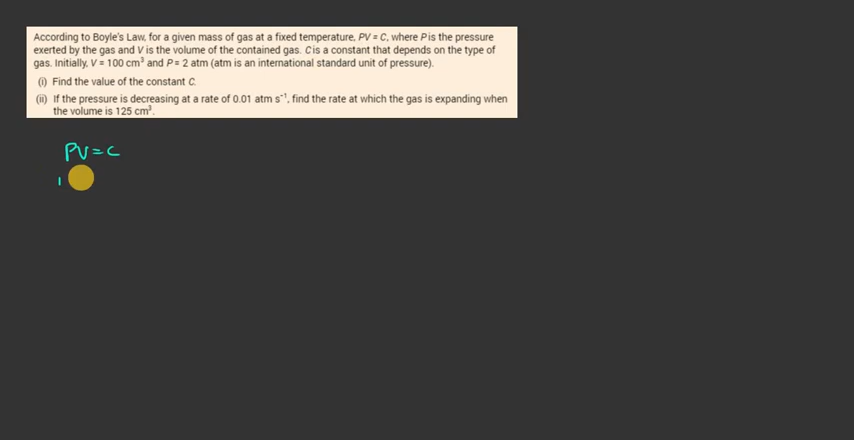 According to Boyle's Law, for a given mass of gas at a fixed temperature, PV = C, where P is the pressure
exerted by the gas and V is the volume of the contained gas. C is a constant that depends on the type of
gas. Initially, V = 100 cm³ and P = 2 atm (atm is an international standard unit of pressure).
(i) Find the value of the constant C.
(ii) If the pressure is decreasing at a rate of 0.01 atm s⁻¹, find the rate at which the gas is expanding when
the volume is 125 cm³.
PV = C